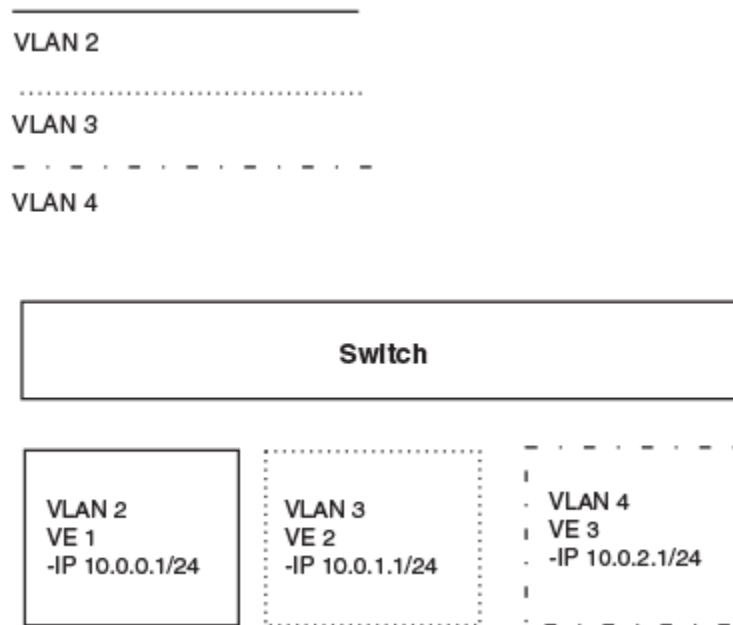 VLAN 2
VLAN 3
VLAN 4
Switch
VLAN 2
VE 1
-IP 10.0.0.1/24
VLAN 3
VE 2
-IP 10.0.1.1/24
VLAN 4
VE 3
-IP 10.0.2.1/24